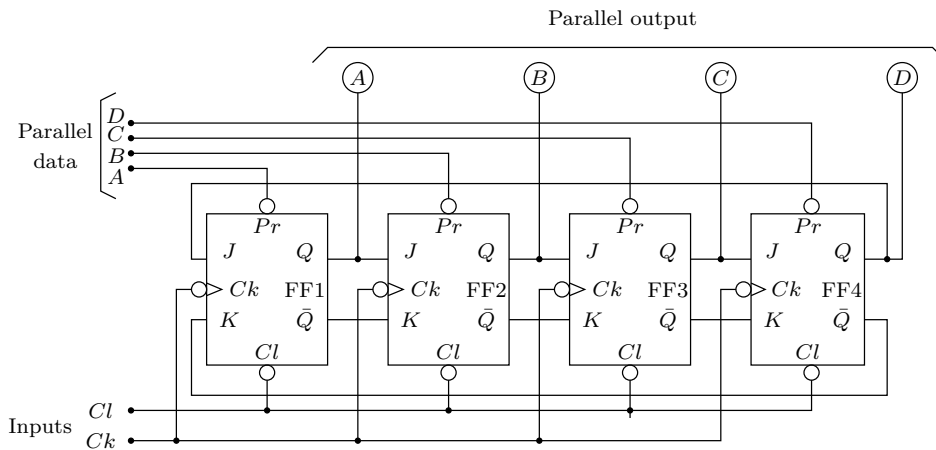 Parallel output
A B C D
D
C
B
A
Parallel
data
Pr Pr Pr Pr
J Q J Q J Q J Q
Ck FF1 Ck FF2 Ck FF3 Ck FF4
K Q̄ K Q̄ K Q̄ K Q̄
Cl Cl Cl Cl
Inputs
Cl
Ck